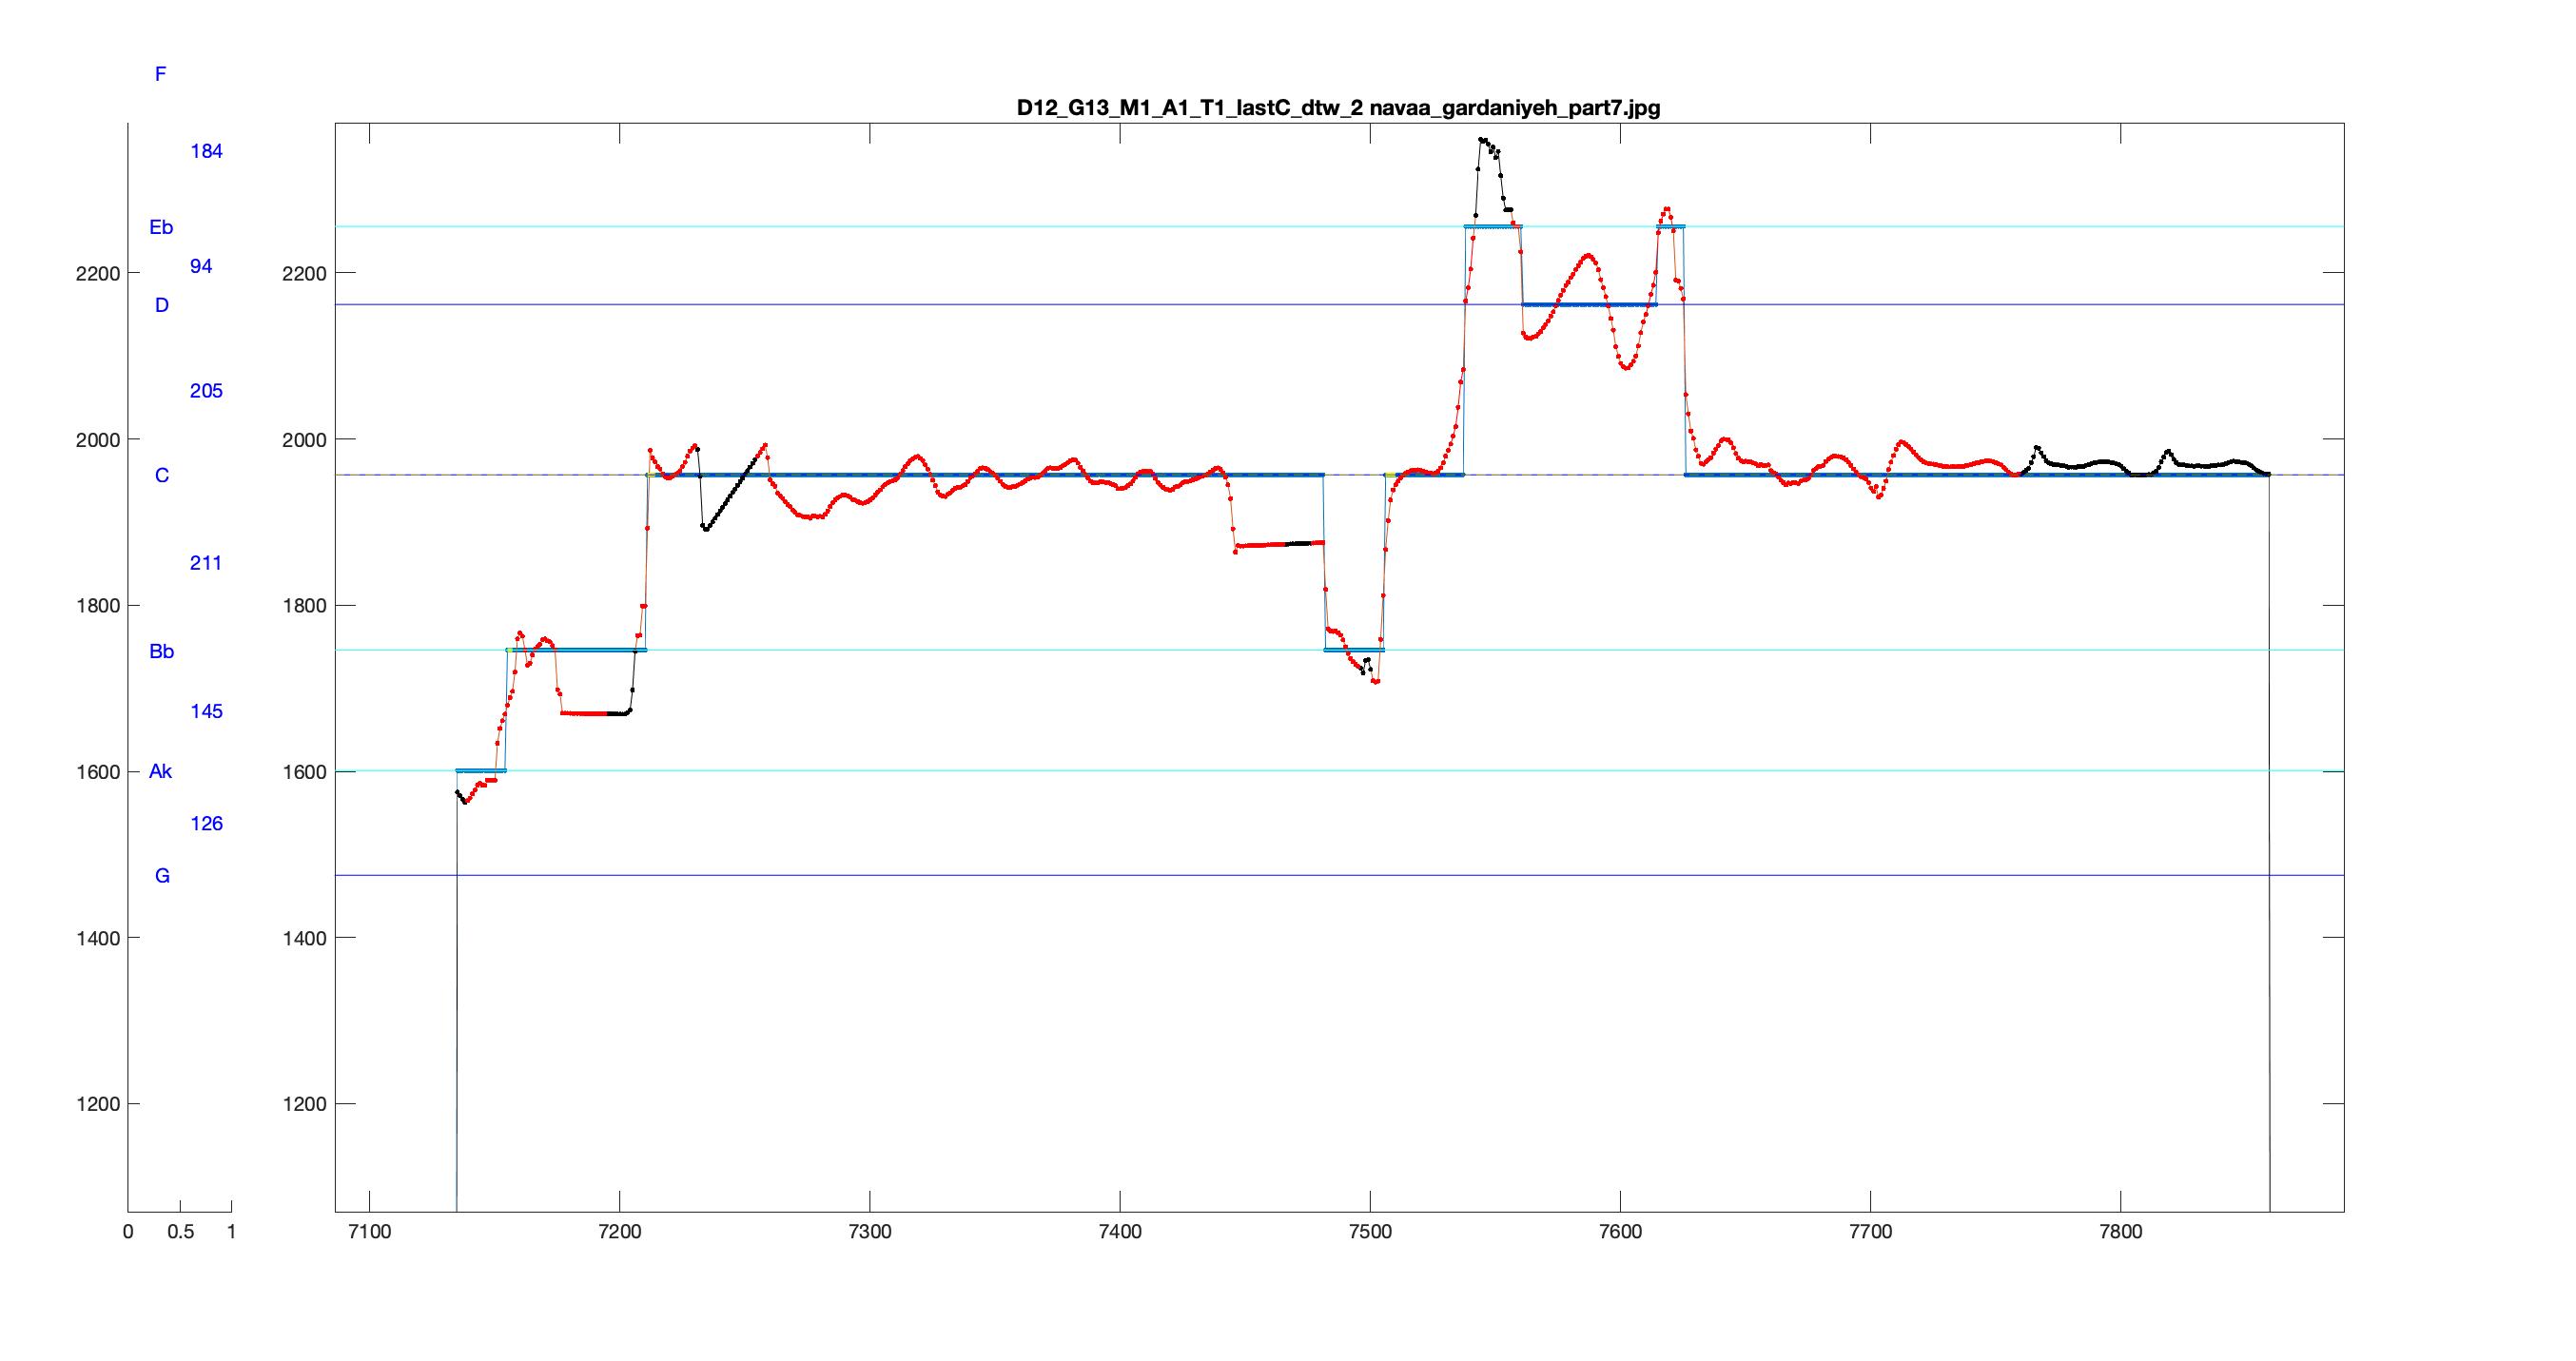 F
D12_G13_M1_A1_T1_lastC_dtw_2 navaa_gardaniyeh_part7.jpg
184
Eb
94
2200 2200
D
205
2000 2000
C
211
1800 1800
Bb
145
1600 Ak 1600
126
G
1400 1400
1200 1200
0 0.5 1 7100 7200 7300 7400 7500 7600 7700 7800